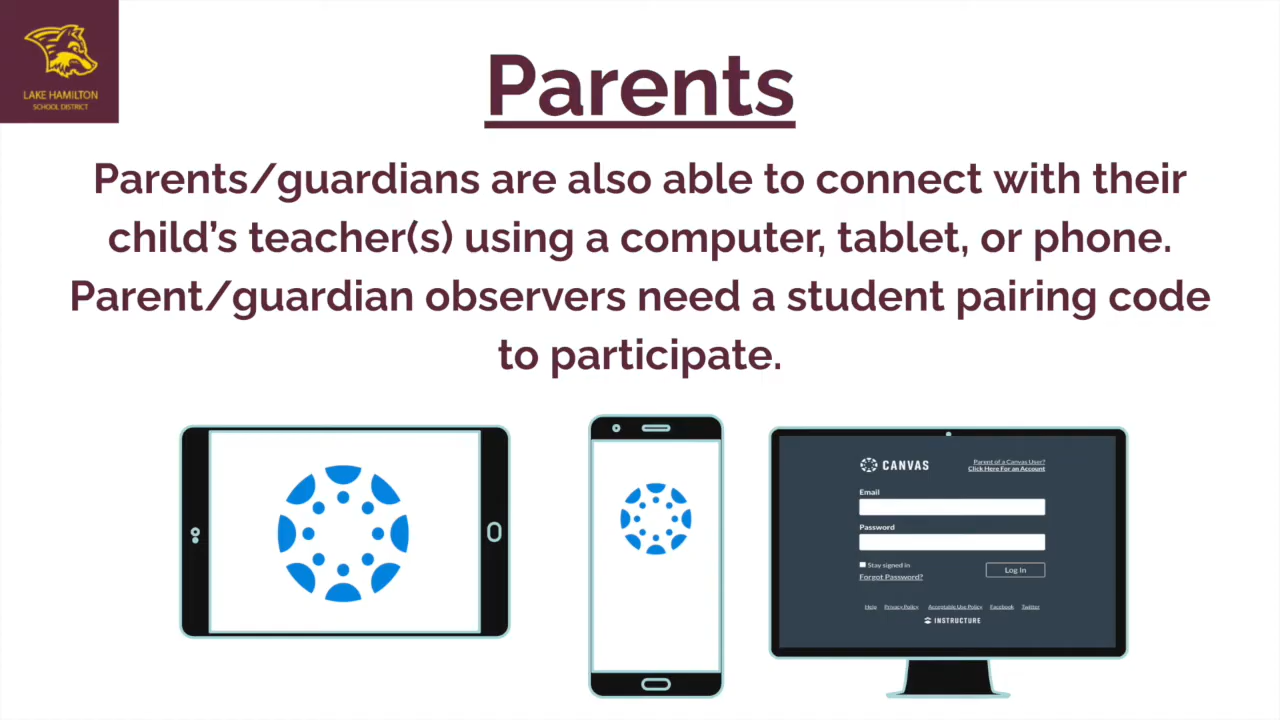 LAKE HAMILTON
SCHOOL DISTRICT
Parents
Parents/guardians are also able to connect with their
child’s teacher(s) using a computer, tablet, or phone.
Parent/guardian observers need a student pairing code
to participate.
CANVAS
Parent of a Canvas User?
Click Here For an Account
Email
Password
Stay signed in
Forgot Password?
Log In
Help Privacy Policy Acceptable Use Policy Facebook Twitter
INSTRUCTURE